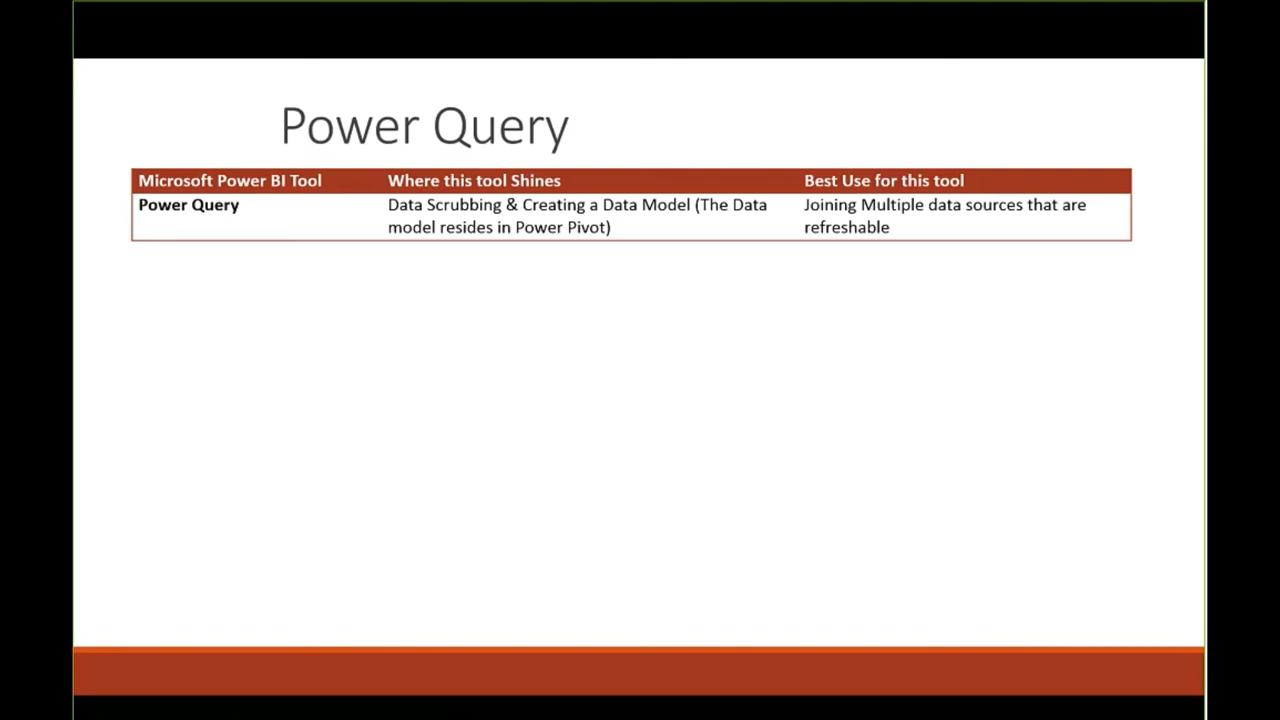 Power Query
Microsoft Power BI Tool Where this tool Shines Best Use for this tool
Power Query Data Scrubbing & Creating a Data Model (The Data Joining Multiple data sources that are
model resides in Power Pivot) refreshable